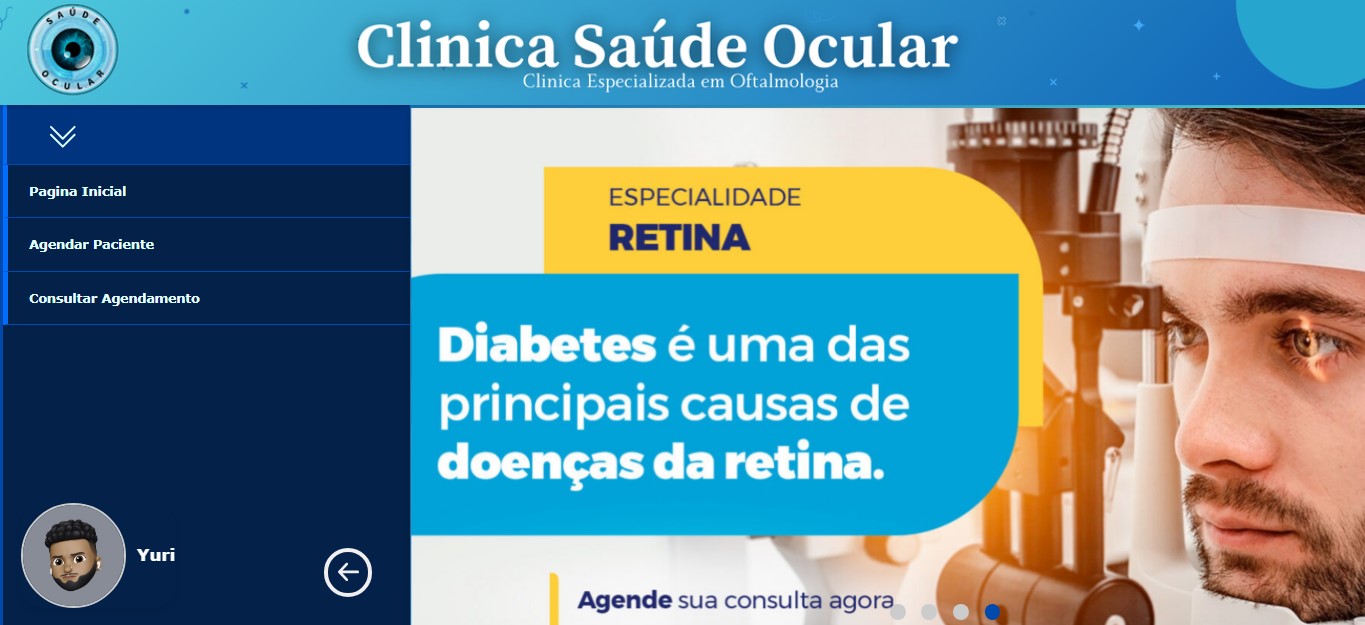 SAÚDE
OCULAR
Clinica Saúde Ocular
Clinica Especializada em Oftalmologia
Pagina Inicial
Agendar Paciente
Consultar Agendamento
Yuri
ESPECIALIDADE
RETINA
Diabetes é uma das
principais causas de
doenças da retina.
Agende sua consulta agora